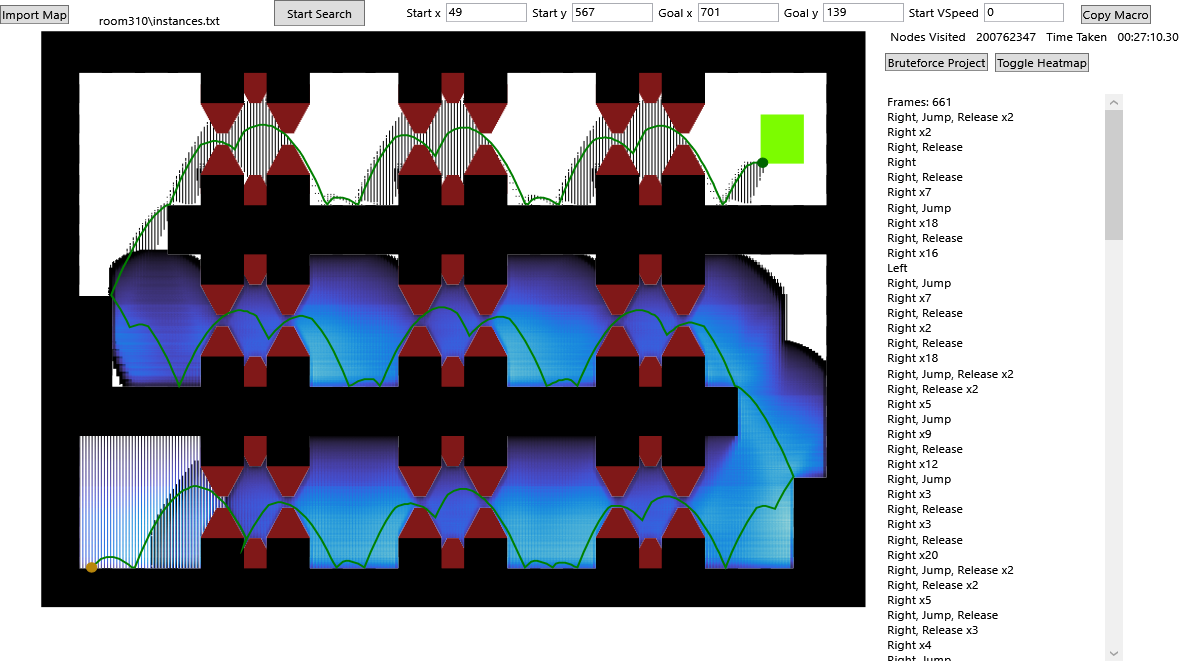 Import Map
room310\instances.txt
Start Search
Start x 49 Start y 567 Goal x 701 Goal y 139 Start VSpeed 0
Copy Macro
Nodes Visited 200762347 Time Taken 00:27:10.30
Bruteforce Project Toggle Heatmap
Frames: 661
Right, Jump, Release x2
Right x2
Right, Release
Right
Right, Release
Right x7
Right, Jump
Right x18
Right, Release
Right x16
Left
Right, Jump
Right x7
Right, Release
Right x2
Right, Release
Right x18
Right, Jump, Release x2
Right, Release x2
Right x5
Right, Jump
Right x9
Right, Release
Right x12
Right, Jump
Right x3
Right, Release
Right x3
Right, Release
Right x20
Right, Jump, Release x2
Right, Release x2
Right x5
Right, Jump, Release
Right, Release x3
Right x4
Right, Jump